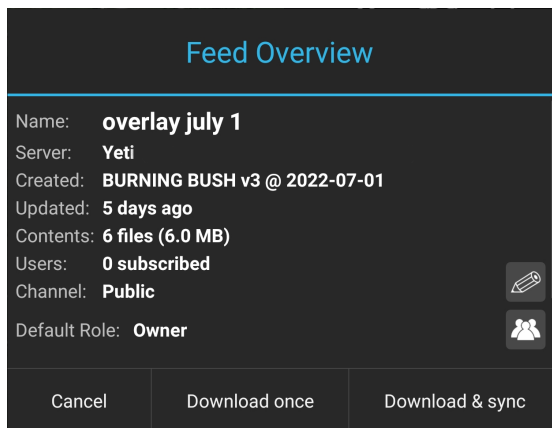 Feed Overview
Name: overlay july 1
Server: Yeti
Created: BURNING BUSH v3 @ 2022-07-01
Updated: 5 days ago
Contents: 6 files (6.0 MB)
Users: 0 subscribed
Channel: Public
Default Role: Owner
Cancel Download once Download & sync